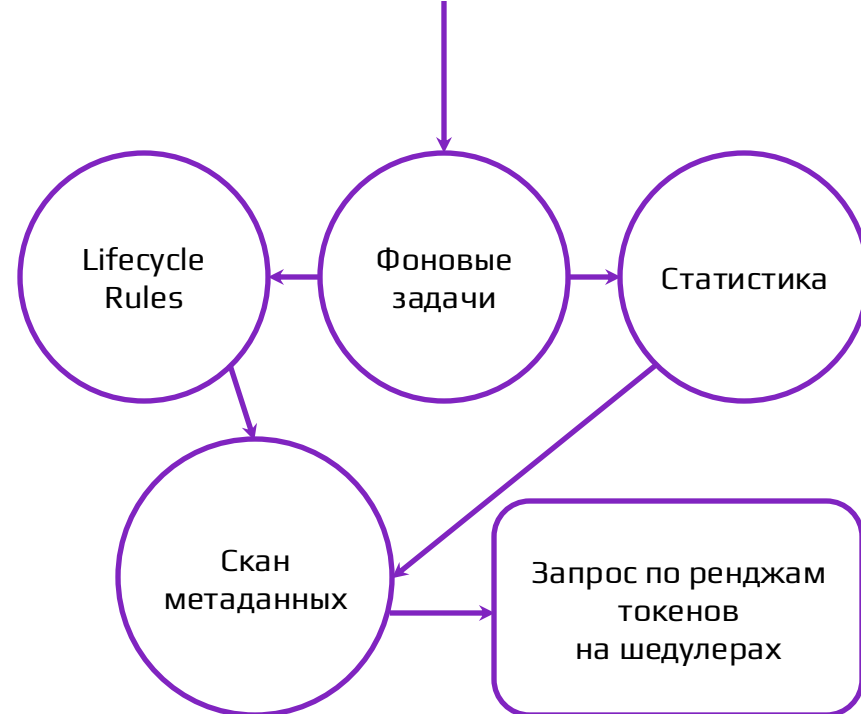 Lifecycle
Rules
Фоновые
задачи
Статистика
Скан
метаданных
Запрос по ренджам
токенов
на шедулерах